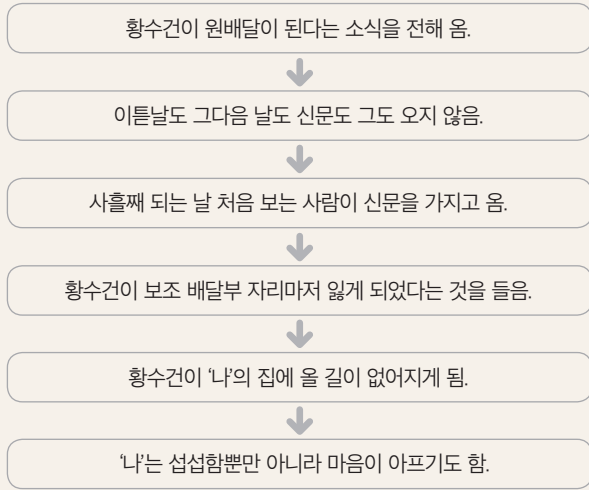 황수건이 원배달이 된다는 소식을 전해 옴.
이튿날도 그다음 날도 신문도 그도 오지 않음.
사흘째 되는 날 처음 보는 사람이 신문을 가지고 옴.
황수건이 보조 배달부 자리마저 잃게 되었다는 것을 들음.
황수건이 ‘나’의 집에 올 길이 없어지게 됨.
‘나’는 섭섭함뿐만 아니라 마음이 아프기도 함.